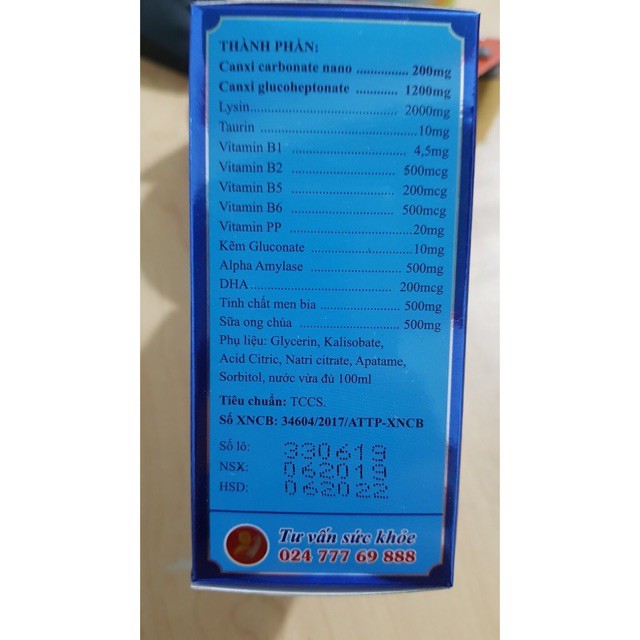 THÀNH PHẦN:
Canxi carbonate nano ............... 200mg
Canxi glucoheptonate ............ 1200mg
Lysin.................................. 2000mg
Taurin ................................... 10mg
Vitamin B1 ............................ 4,5mg
Vitamin B2 ............................ 500mcg
Vitamin B5 ............................ 200mcg
Vitamin B6 ............................ 500mcg
Vitamin PP ............................ 20mg
Kẽm Gluconate ........................ 10mg
Alpha Amylase ....................... 500mg
DHA .................................. 200mcg
Tinh chất men bia .................. 500mg
Sữa ong chúa ......................... 500mg
Phụ liệu: Glycerin, Kalisobate,
Acid Citric, Natri citrate, Apatame,
Sorbitol, nước vừa đủ 100ml
Tiêu chuẩn: TCCS.
Số XNCB: 34604/2017/ATTP-XNCB
Số lô: 330619
NSX: 062019
HSD: 062022
Tư vấn sức khỏe
024 777 69 888